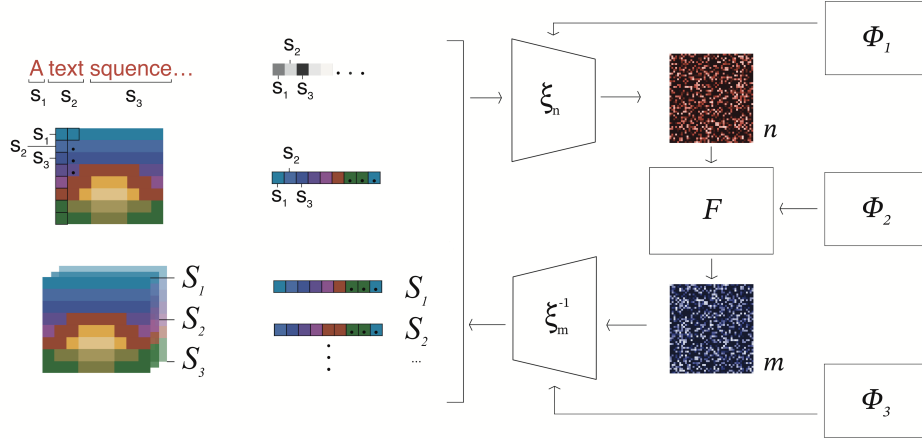 A text squence...
S1 S2 S3
S2
S1 S3
...
S1
S2
S3
S2
S1 S3
S1
S2
S3
S1
S2
...
ξn
n
F
ξm-1
m
Φ1
Φ2
Φ3